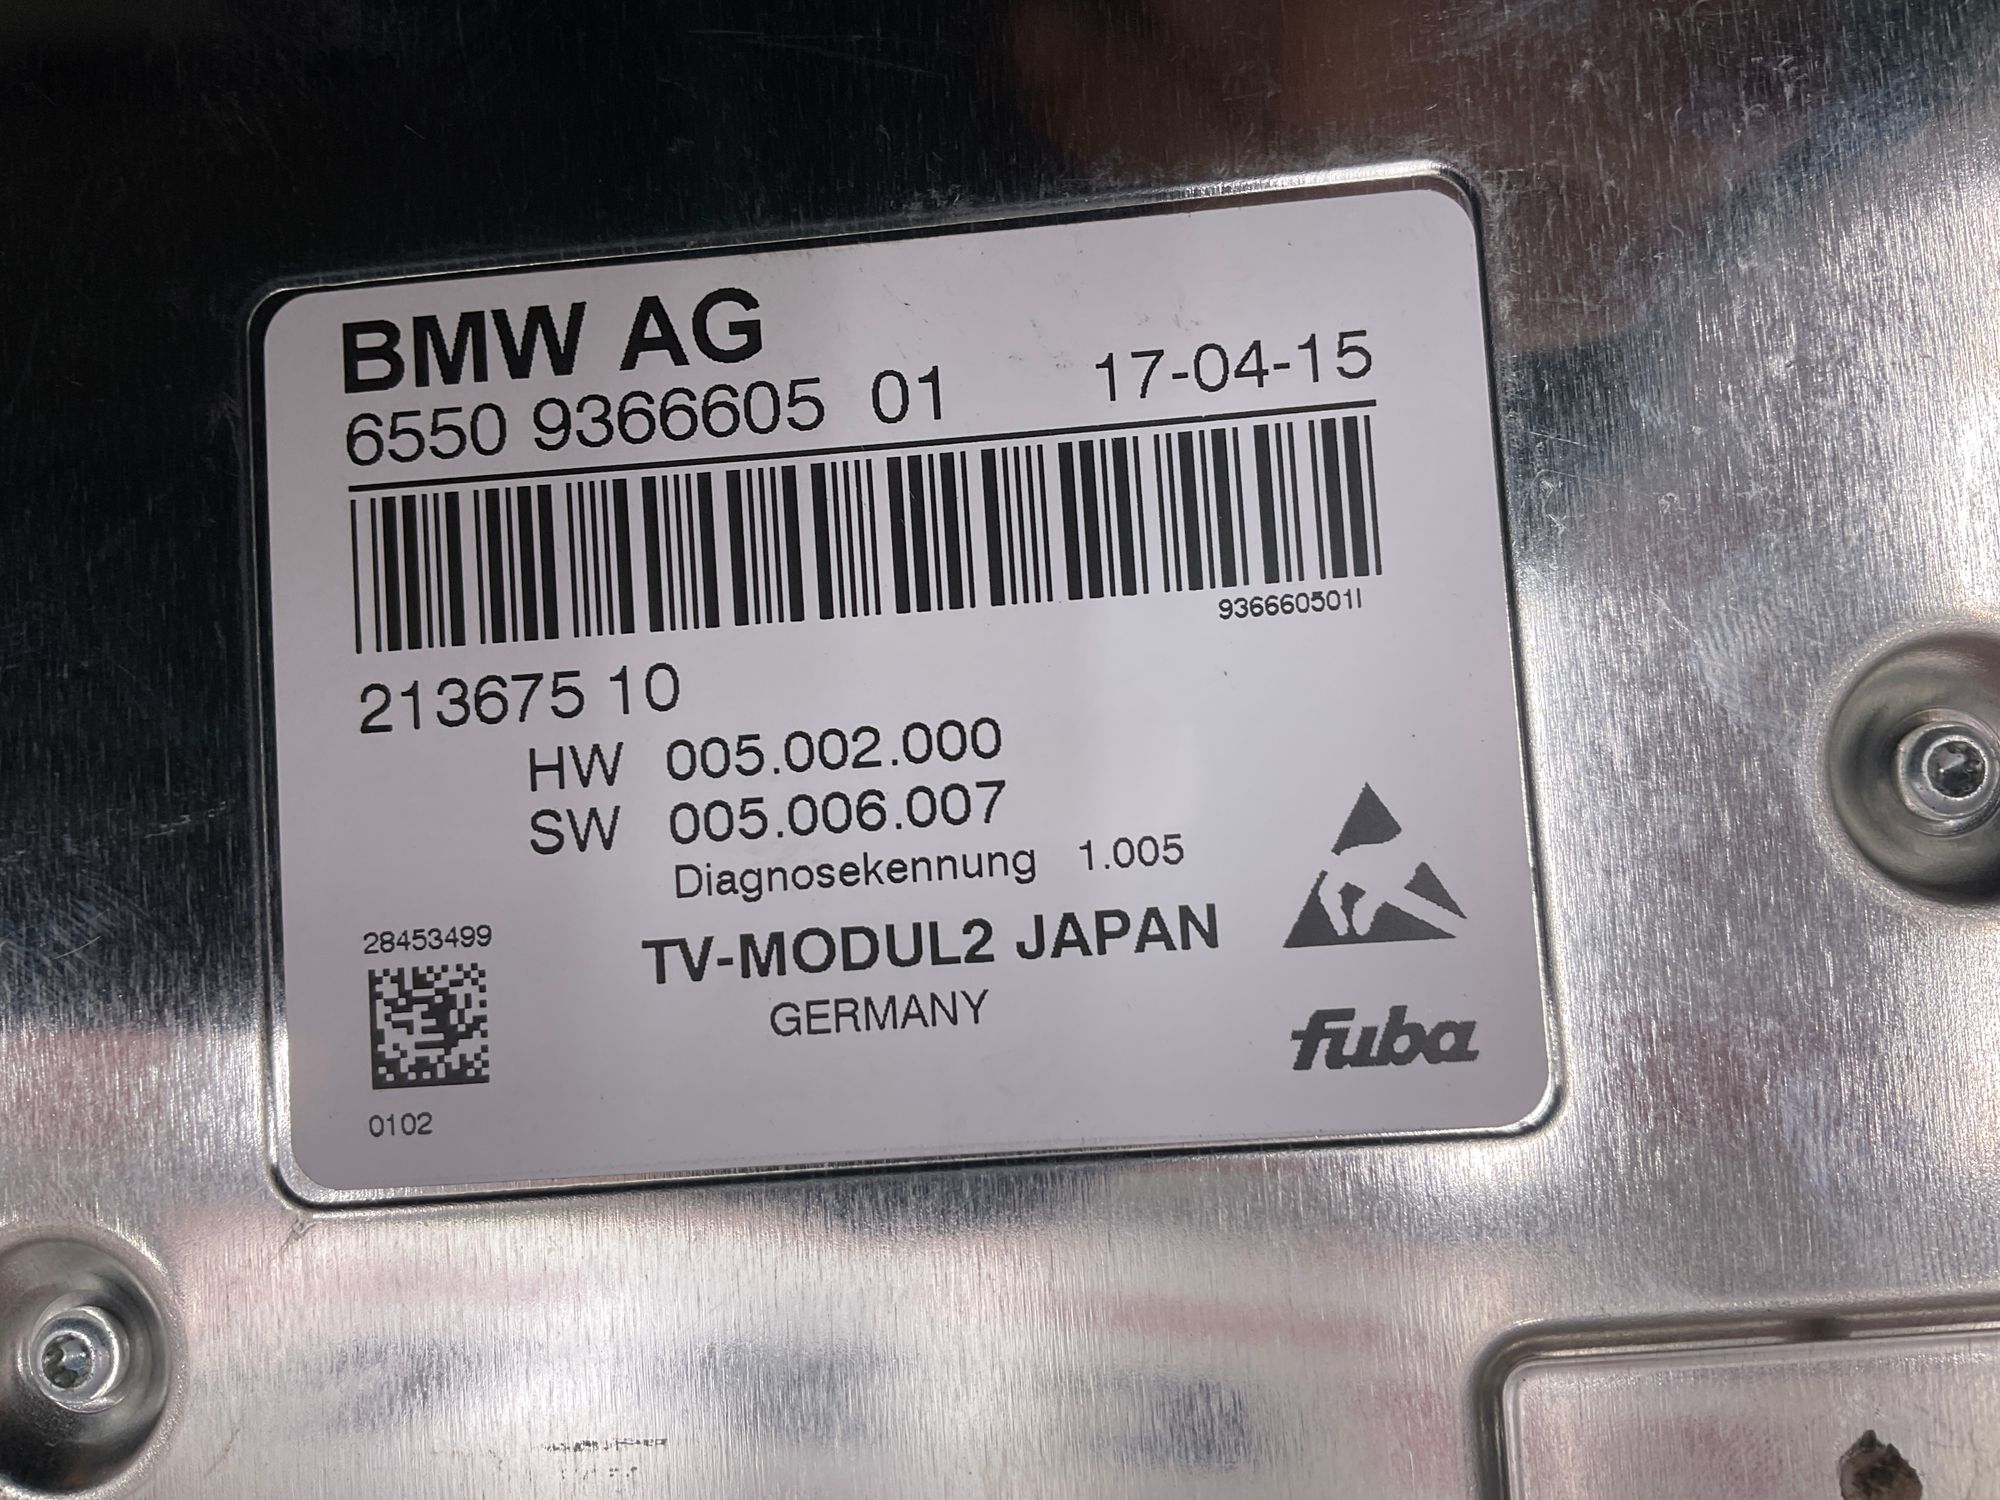 BMW AG
6550 9366605 01 17-04-15
9366605011
213675 10
HW 005.002.000
SW 005.006.007
Diagnosekennung 1.005
28453499
TV-MODUL2 JAPAN
GERMANY
fuba
0102